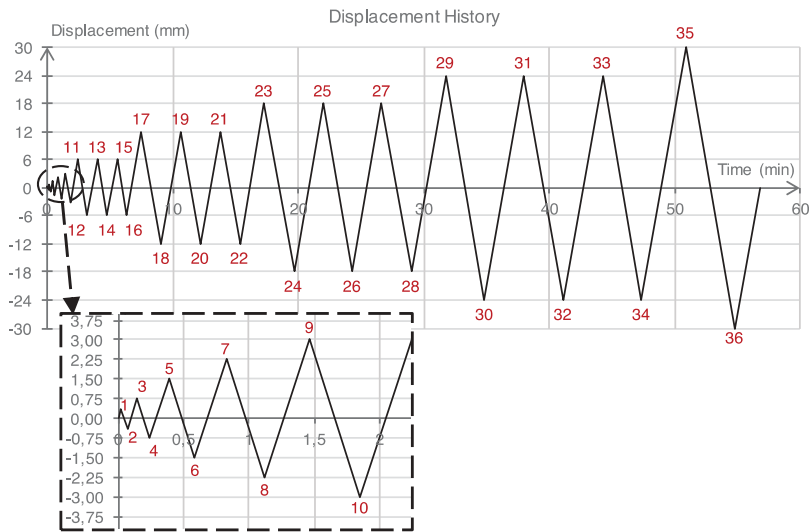 Displacement History
Displacement (mm)
35
30
29 31 33
24
23 25 27
18
17 19 21
12
11 13 15
6
Time (min)
0
0 10 20 30 40 50 60
-6
12 14 16
-12
18 20 22
-18
24 26 28
-24
30 32 34
-30
36
3,75
9
3,00
7
2,25
5
1,50
3
0,75
1
0,00
0 0,5 1 1,5 2
-0,75
2 4
-1,50
6
-2,25
8
-3,00
10
-3,75